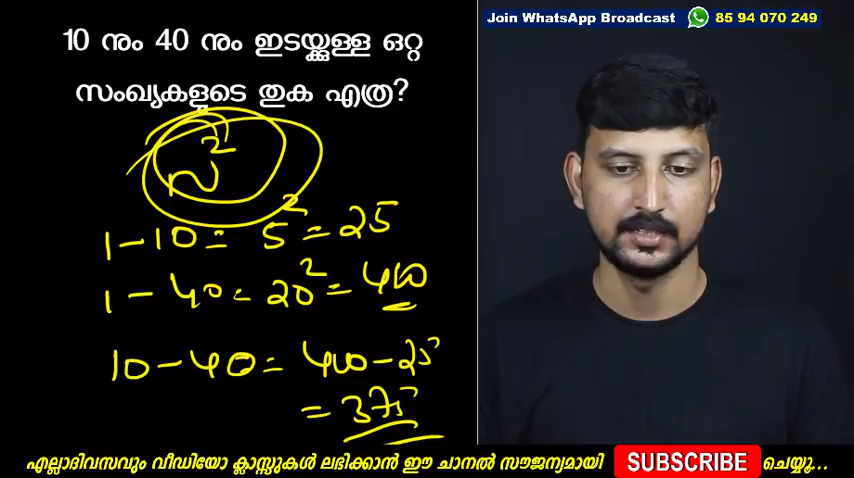 Join WhatsApp Broadcast 85 94 070 249
10 നും 40 നും ഇടയ്ക്കുള്ള ഒറ്റ
സംഖ്യകളുടെ തുക എത്ര?
n²
1 - 10 = 5² = 25
1 - 40 = 20² = 400
10 - 40 = 400 - 25
= 375
എല്ലാദിവസവും വീഡിയോ ക്ലാസ്സുകൾ ലഭിക്കാൻ ഈ ചാനൽ സൗജന്യമായി SUBSCRIBE ചെയ്യൂ...